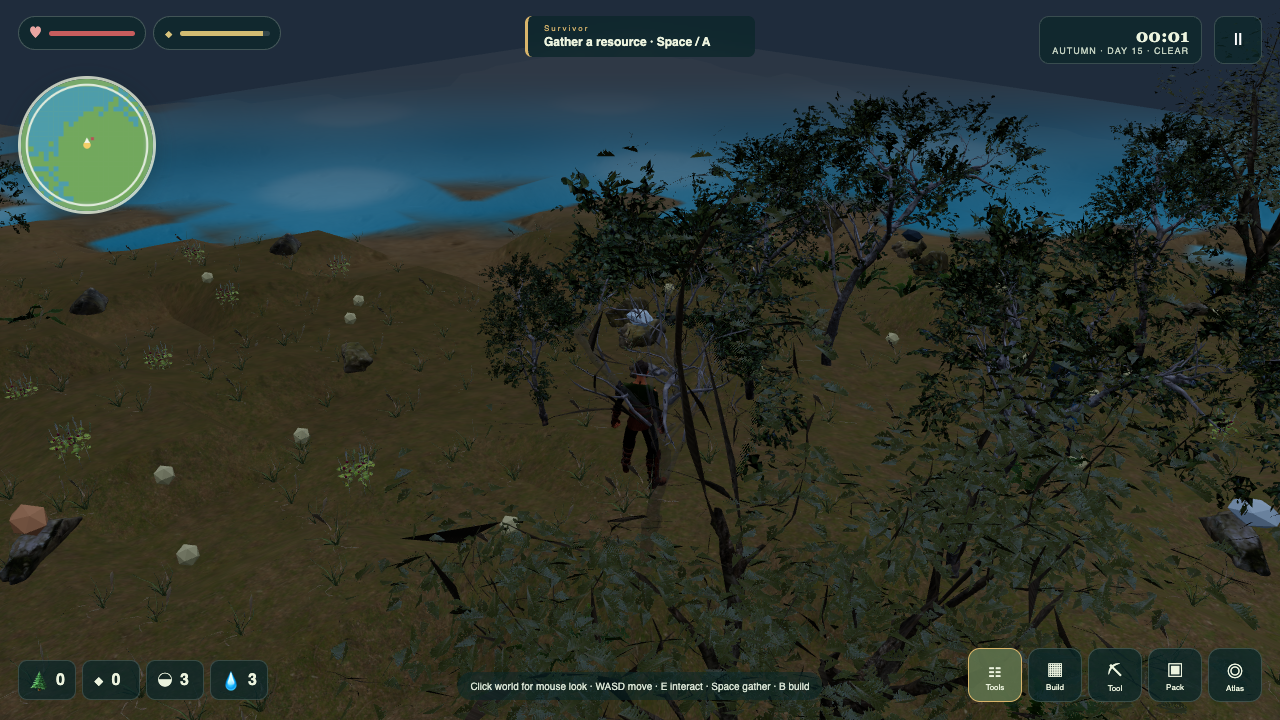 Survivor
Gather a resource · Space / A
00:01
AUTUMN · DAY 15 · CLEAR
0
0
3
3
Click world for mouse look · WASD move · E interact · Space gather · B build
Tools
Build
Tool
Pack
Atlas